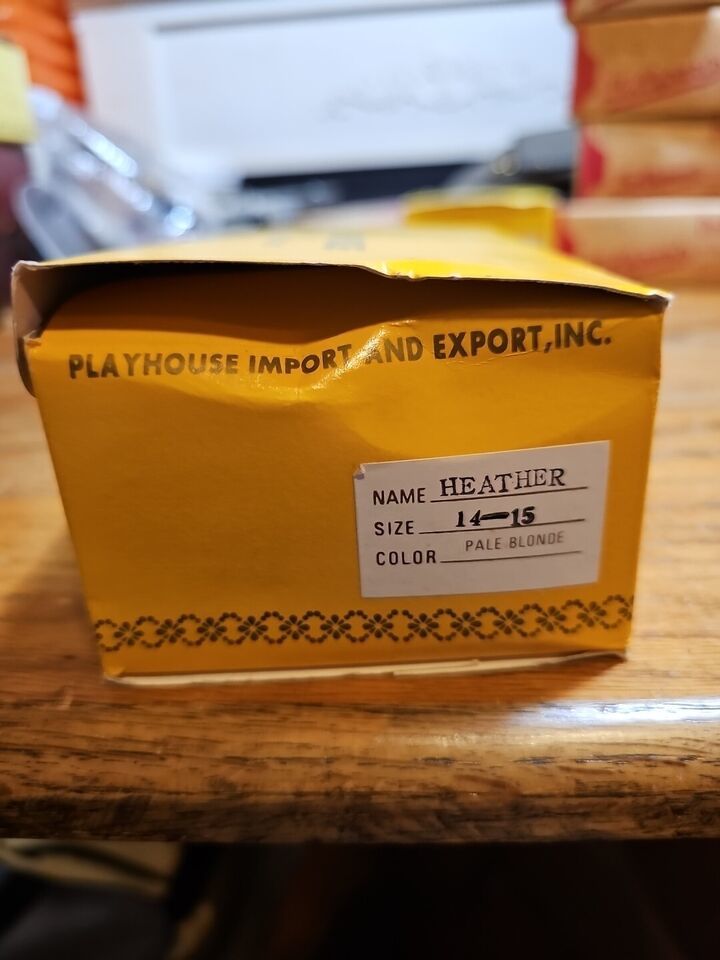 PLAYHOUSE IMPORT AND EXPORT, INC.
NAME HEATHER
SIZE 14-15
COLOR PALE BLONDE